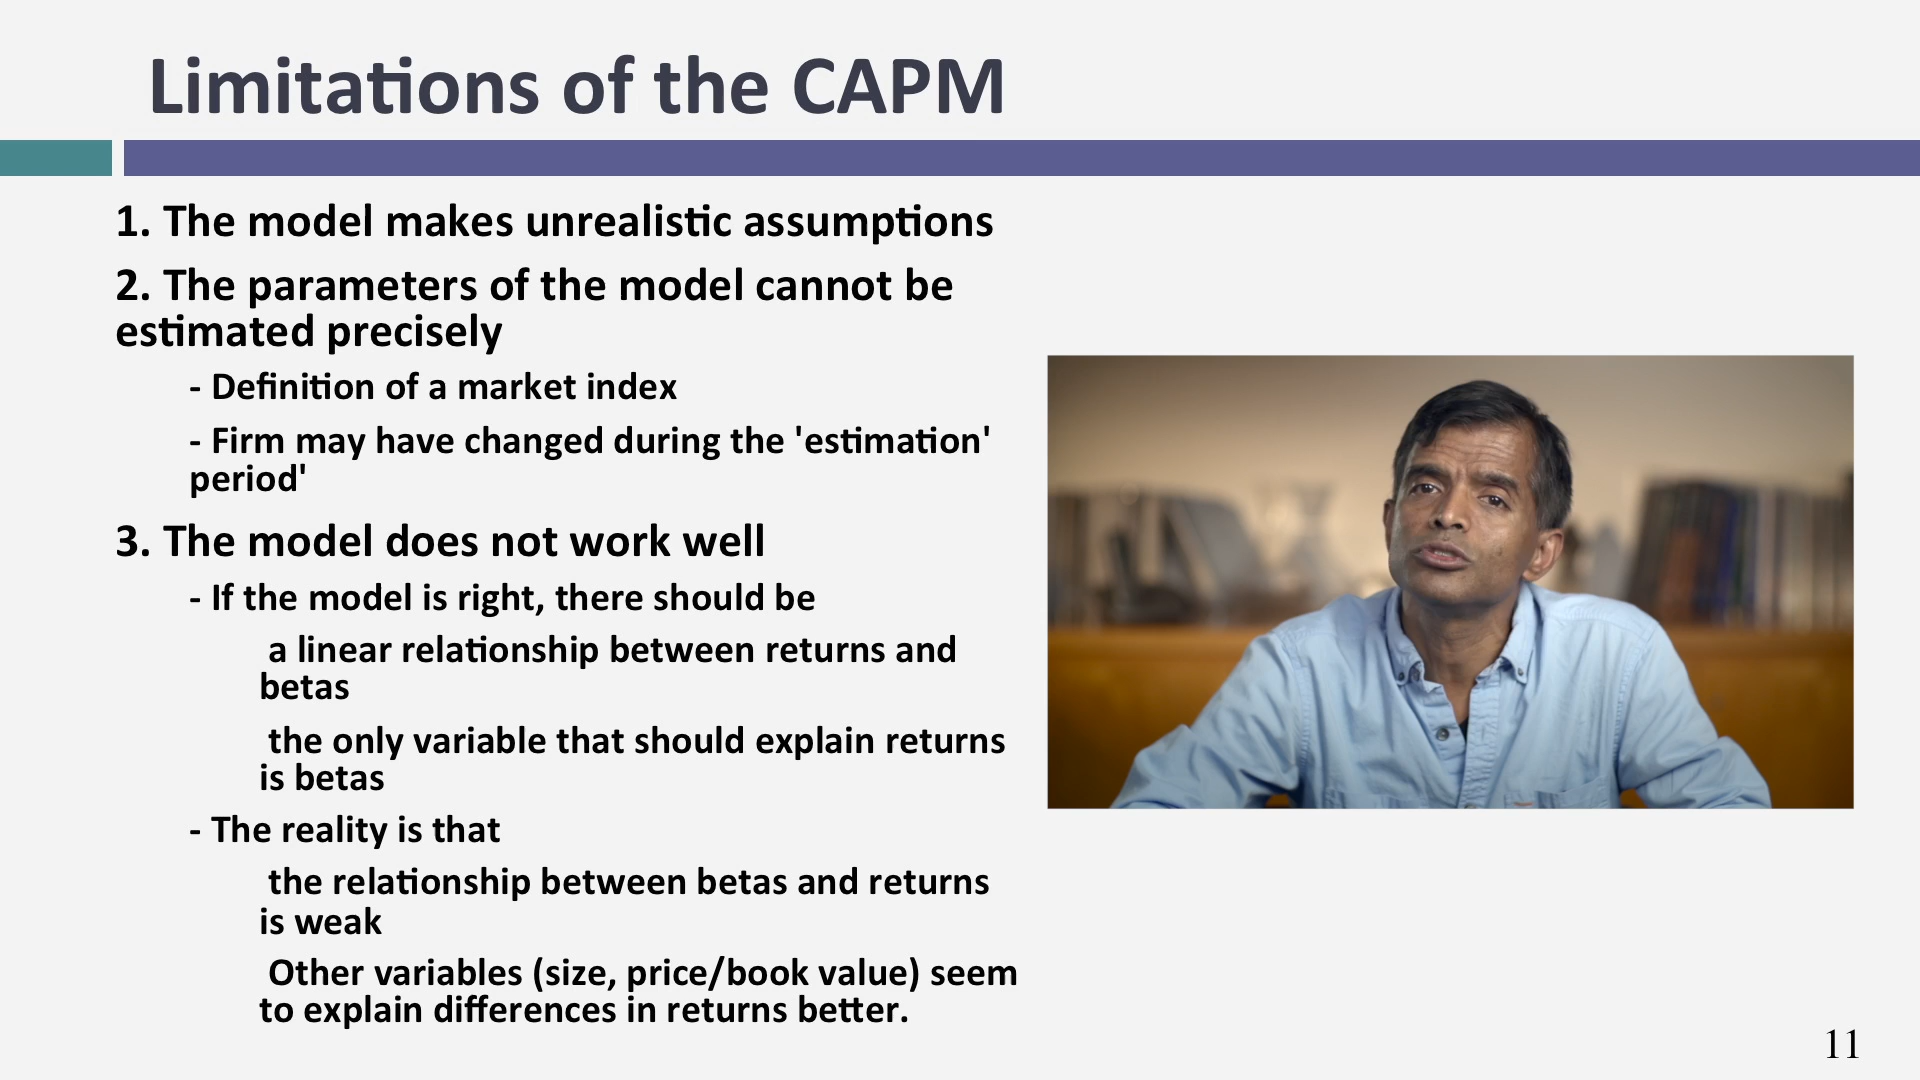 Limitations of the CAPM
1. The model makes unrealistic assumptions
2. The parameters of the model cannot be
estimated precisely
- Definition of a market index
- Firm may have changed during the 'estimation'
period'
3. The model does not work well
- If the model is right, there should be
a linear relationship between returns and
betas
the only variable that should explain returns
is betas
- The reality is that
the relationship between betas and returns
is weak
Other variables (size, price/book value) seem
to explain differences in returns better.
11